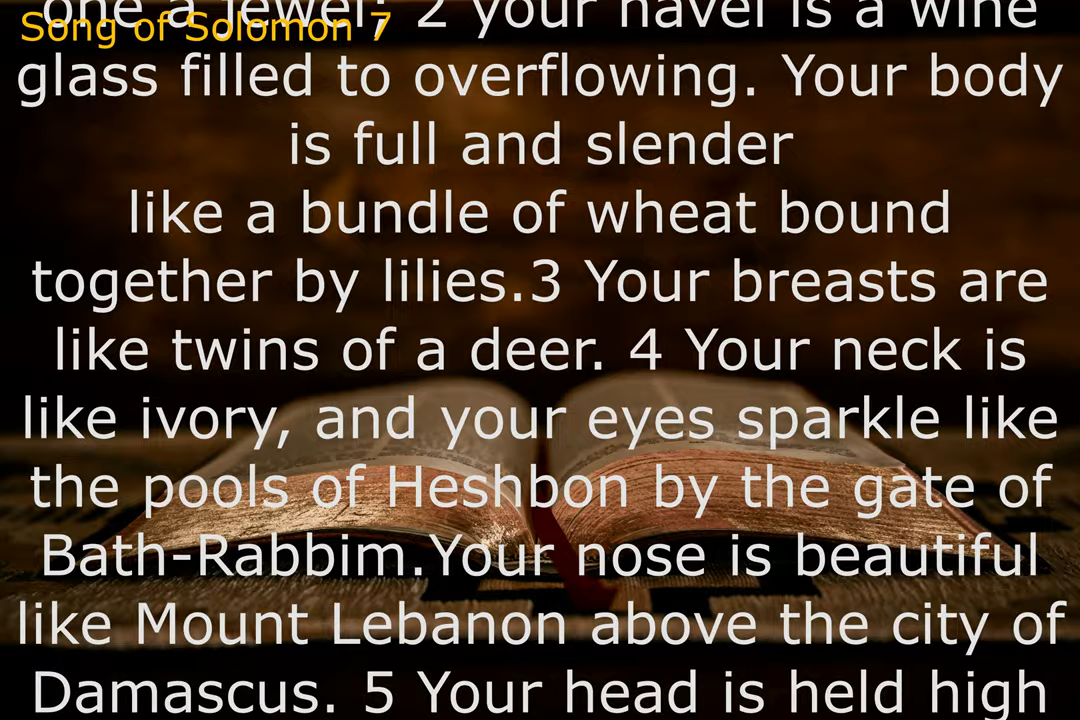 one a jewel; 2 your navel is a wine
Song of Solomon 7
glass filled to overflowing. Your body
is full and slender
like a bundle of wheat bound
together by lilies.3 Your breasts are
like twins of a deer. 4 Your neck is
like ivory, and your eyes sparkle like
the pools of Heshbon by the gate of
Bath-Rabbim.Your nose is beautiful
like Mount Lebanon above the city of
Damascus. 5 Your head is held high